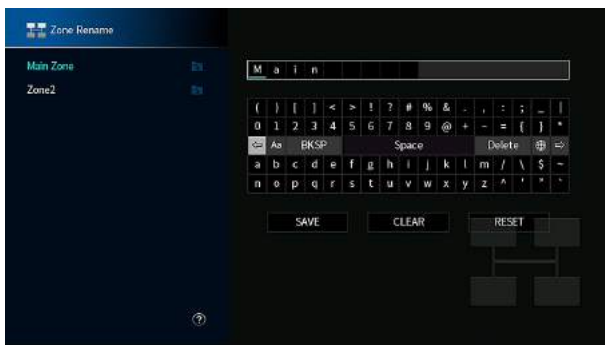 Zone Rename
Main Zone
Zone2
M a i n
( ) [ ] < > ! ? # % & . , : ; _ |
0 1 2 3 4 5 6 7 8 9 @ + - = { } *
⇦ Aa BKSP Space Delete ⇨
a b c d e f g h i j k l m / \ $ ~
n o p q r s t u v w x y z ^ ' " `
SAVE CLEAR RESET
?